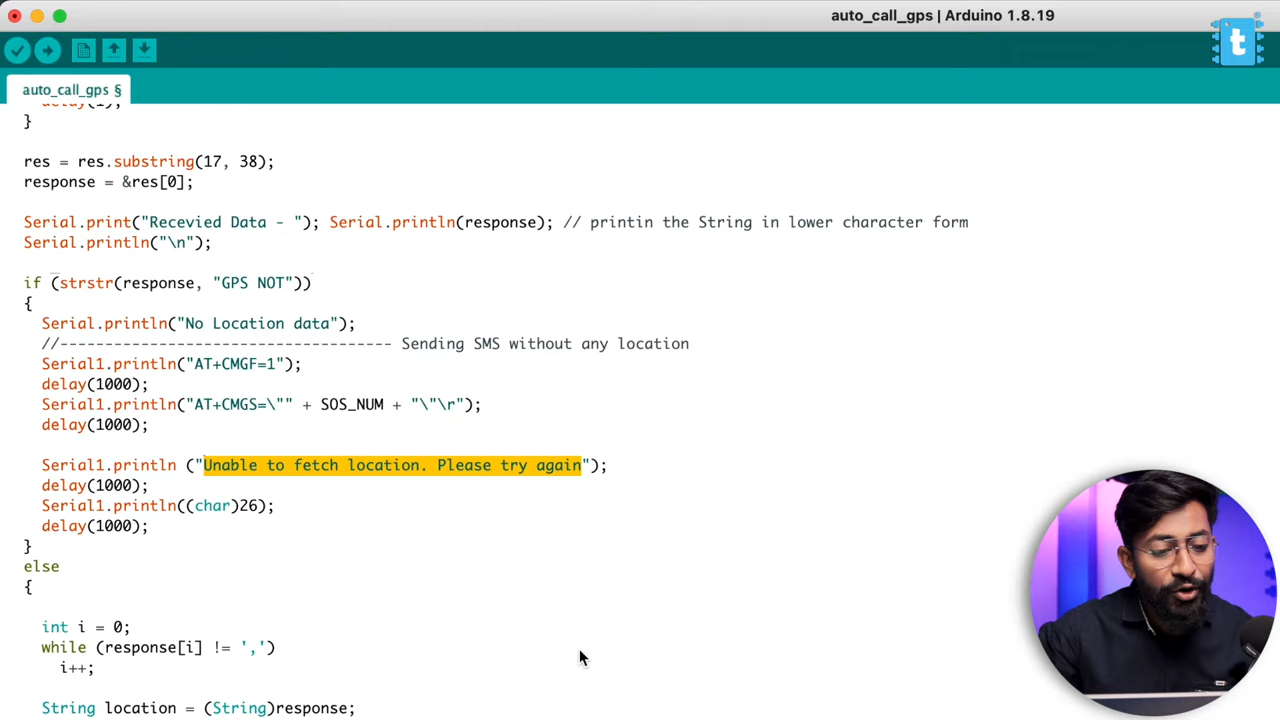 auto_call_gps | Arduino 1.8.19
t
auto_call_gps §
delay(1);
}
res = res.substring(17, 38);
response = &res[0];
Serial.print("Recevied Data - "); Serial.println(response); // printin the String in lower character form
Serial.println("\n");
if (strstr(response, "GPS NOT"))
{
Serial.println("No Location data");
//------------------------------------- Sending SMS without any location
Serial1.println("AT+CMGF=1");
delay(1000);
Serial1.println("AT+CMGS=\"" + SOS_NUM + "\"\r");
delay(1000);
Serial1.println ("Unable to fetch location. Please try again");
delay(1000);
Serial1.println((char)26);
delay(1000);
}
else
{
int i = 0;
while (response[i] != ',')
i++;
String location = (String)response;